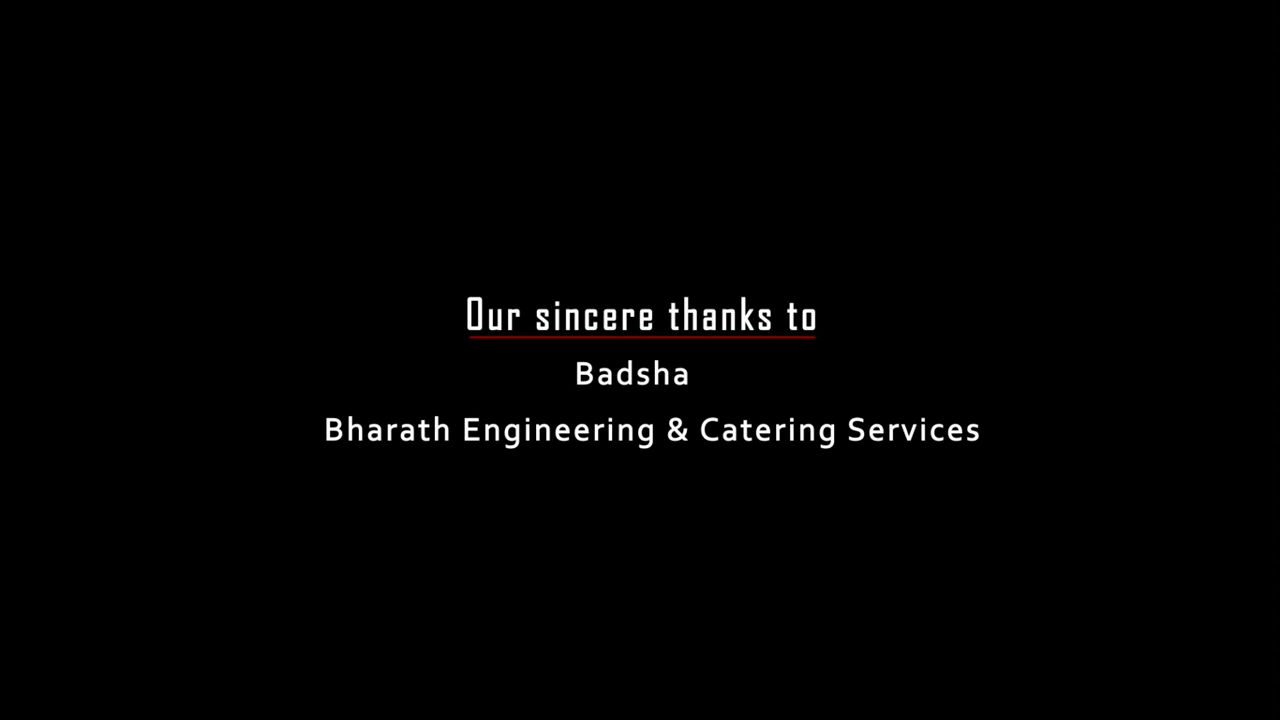 Our sincere thanks to
Badsha
Bharath Engineering & Catering Services